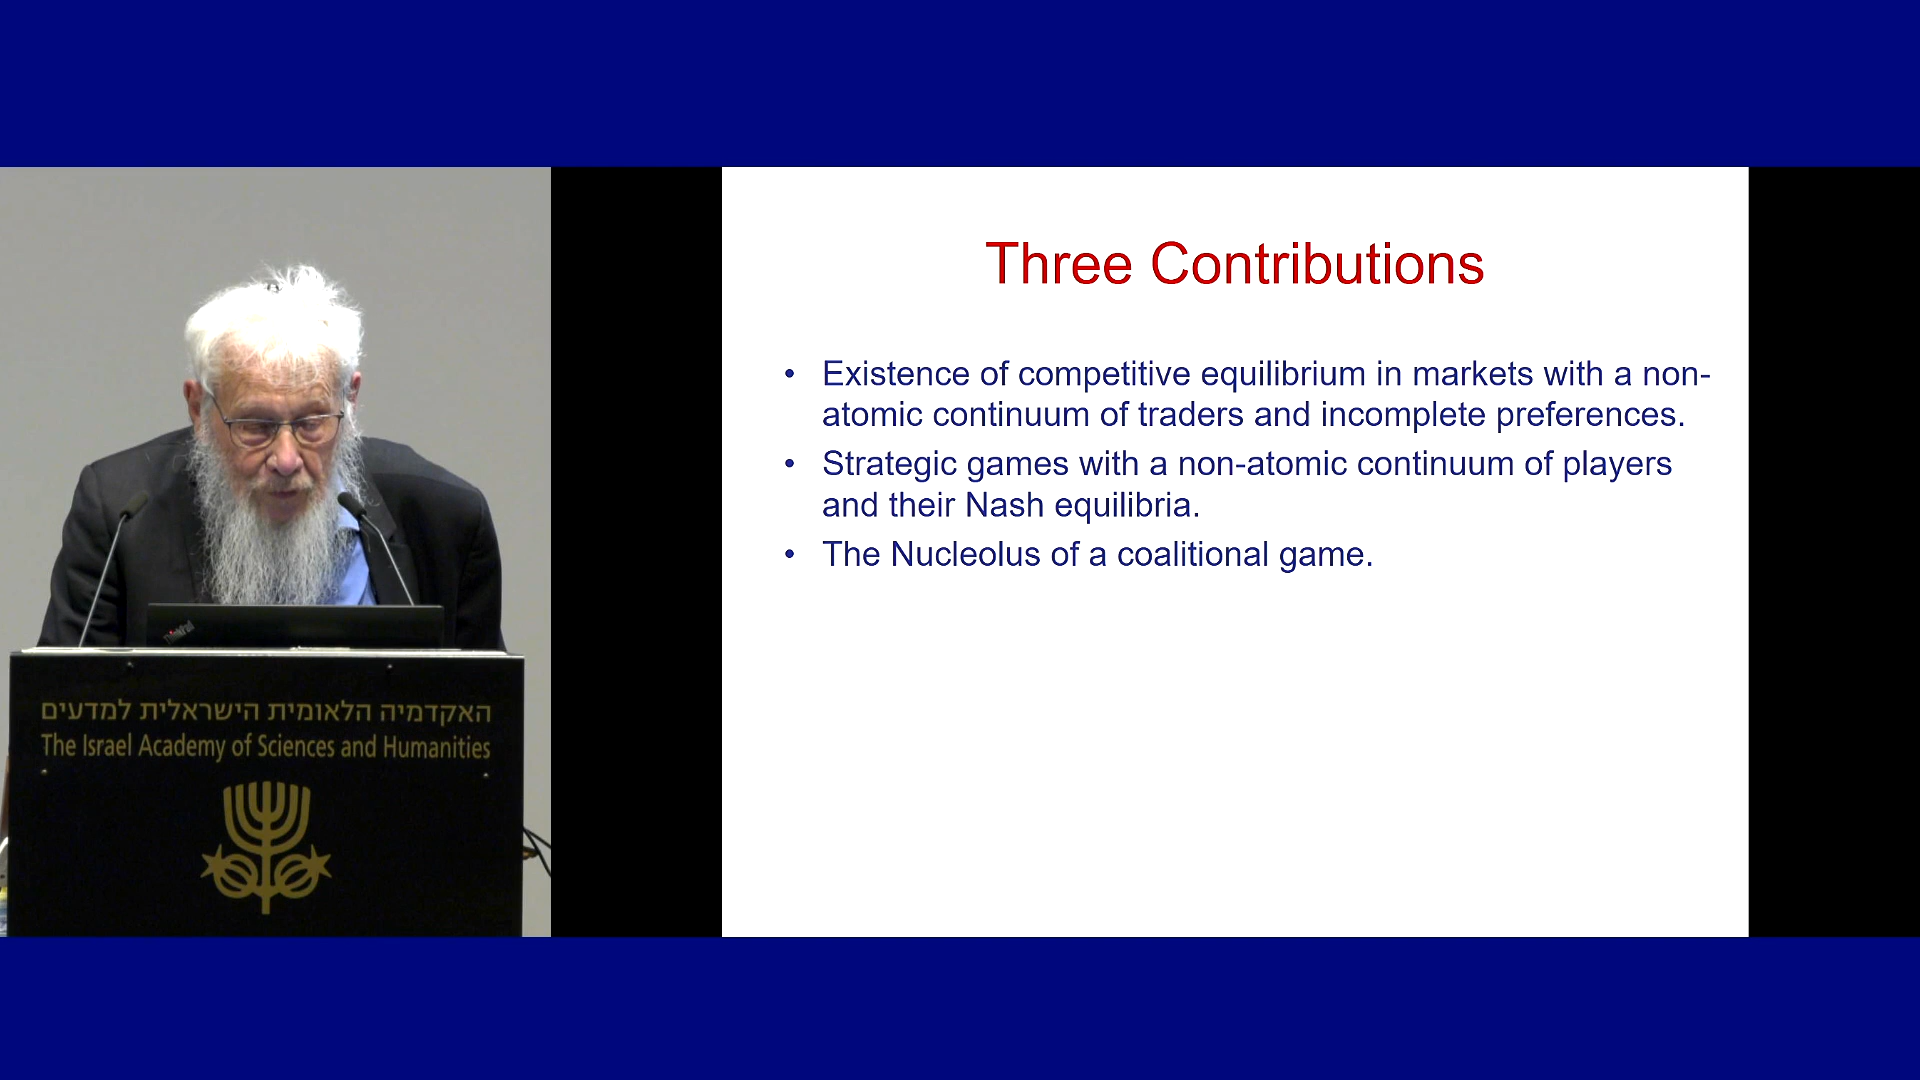 Three Contributions
• Existence of competitive equilibrium in markets with a non-
atomic continuum of traders and incomplete preferences.
• Strategic games with a non-atomic continuum of players
and their Nash equilibria.
• The Nucleolus of a coalitional game.
ThinkPad
האקדמיה הלאומית הישראלית למדעים
The Israel Academy of Sciences and Humanities